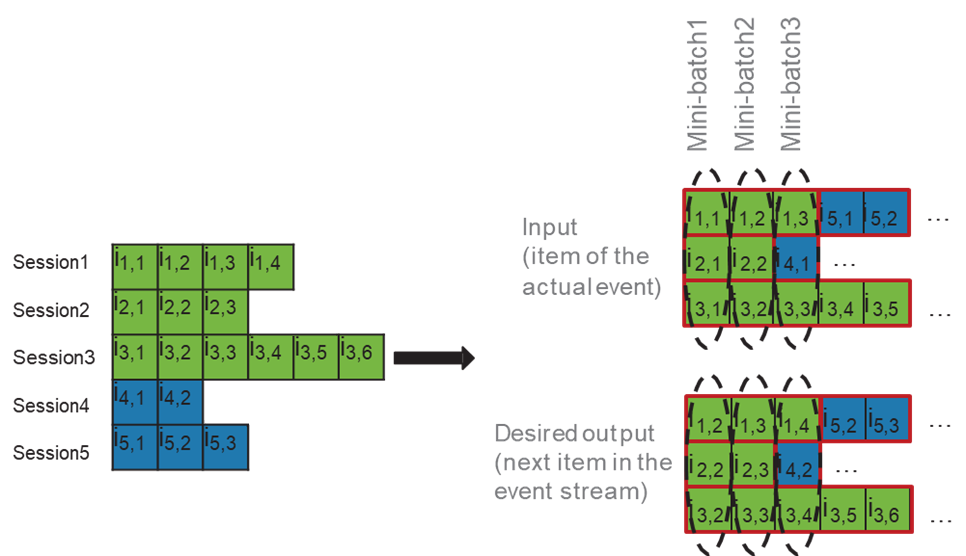 Mini-batch1 Mini-batch2 Mini-batch3
Session1 i1,1 i1,2 i1,3 i1,4
Session2 i2,1 i2,2 i2,3
Session3 i3,1 i3,2 i3,3 i3,4 i3,5 i3,6
Session4 i4,1 i4,2
Session5 i5,1 i5,2 i5,3
Input
(item of the
actual event)
i1,1 i1,2 i1,3 i5,1 i5,2 ...
i2,1 i2,2 i4,1 ...
i3,1 i3,2 i3,3 i3,4 i3,5 ...
Desired output
(next item in the
event stream)
i1,2 i1,3 i1,4 i5,2 i5,3 ...
i2,2 i2,3 i4,2 ...
i3,2 i3,3 i3,4 i3,5 i3,6 ...